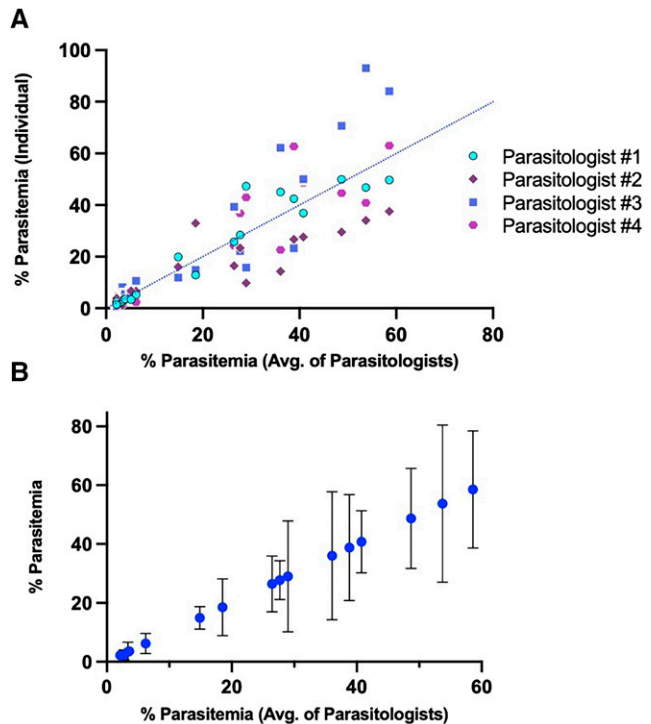 A
100
80
60
40
20
0
% Parasitemia (Individual)
0 20 40 60 80
% Parasitemia (Avg. of Parasitologists)
Parasitologist #1
Parasitologist #2
Parasitologist #3
Parasitologist #4
B
80
60
40
20
0
% Parasitemia
0 20 40 60
% Parasitemia (Avg. of Parasitologists)